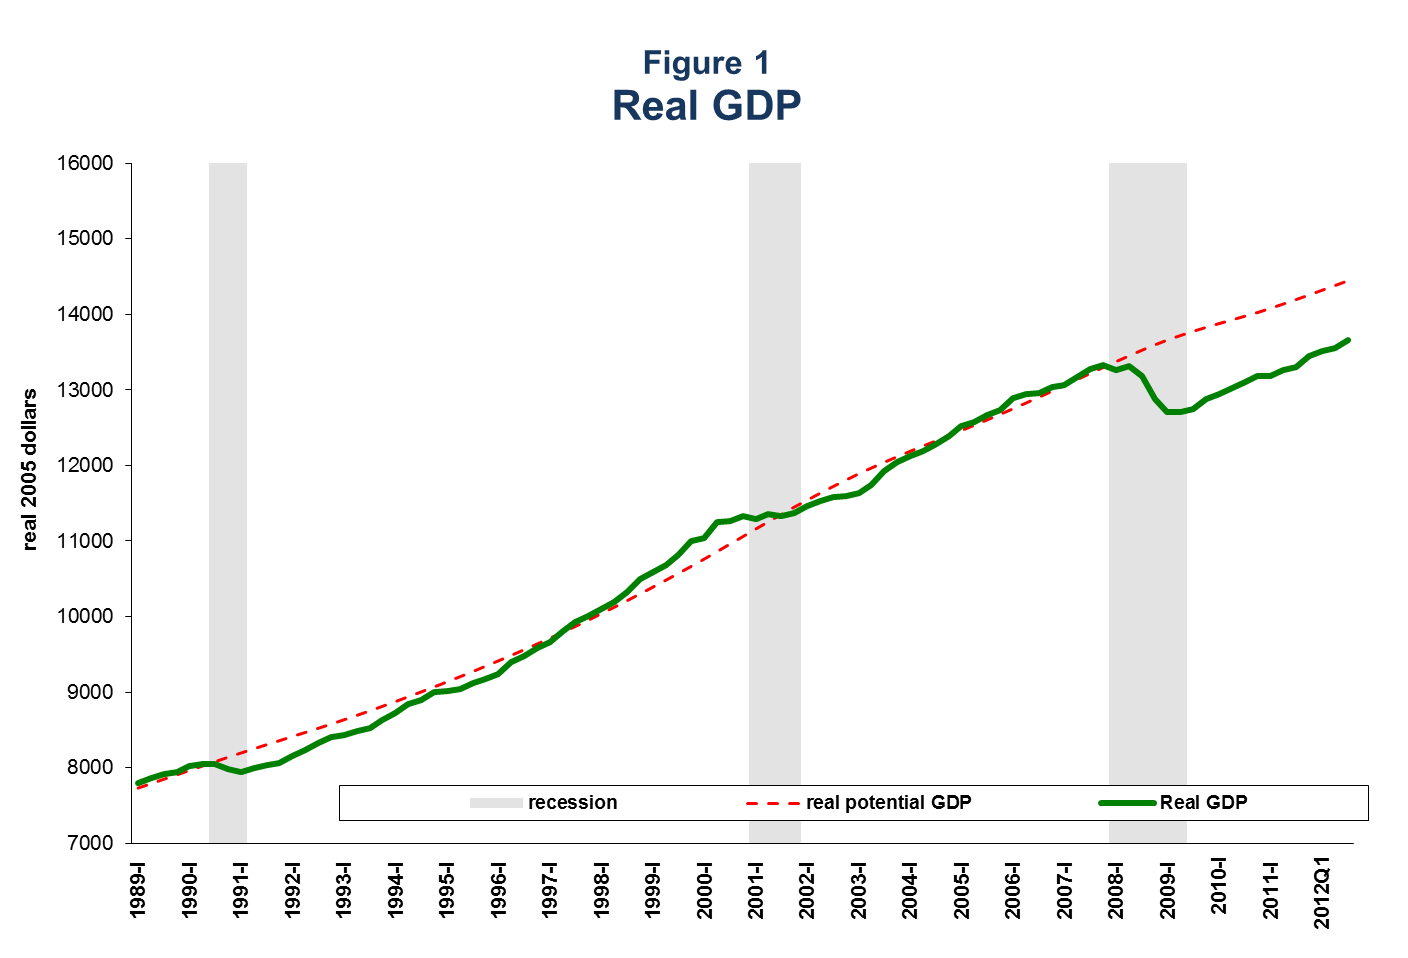 Figure 1
Real GDP
16000
15000
14000
13000
12000
11000
10000
9000
8000
7000
real 2005 dollars
recession
real potential GDP
Real GDP
1989-I
1990-I
1991-I
1992-I
1993-I
1994-I
1995-I
1996-I
1997-I
1998-I
1999-I
2000-I
2001-I
2002-I
2003-I
2004-I
2005-I
2006-I
2007-I
2008-I
2009-I
2010-I
2011-I
2012Q1